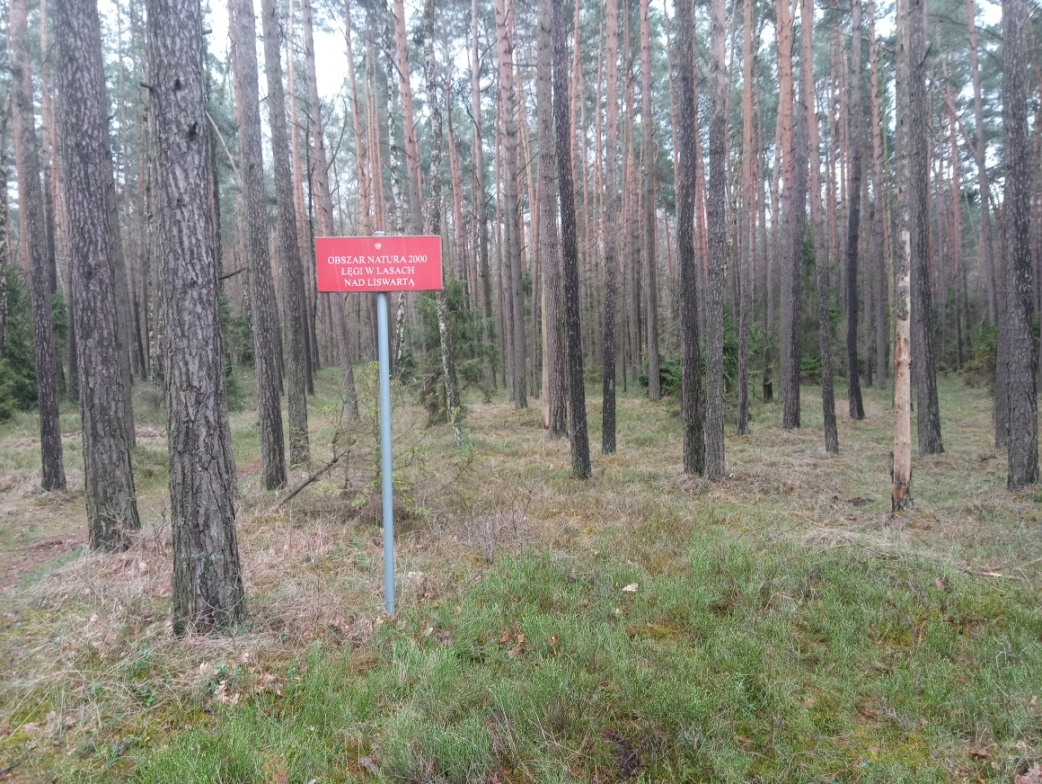 OBSZAR NATURA 2000
ŁĘGI W LASACH
NAD LISWARTĄ